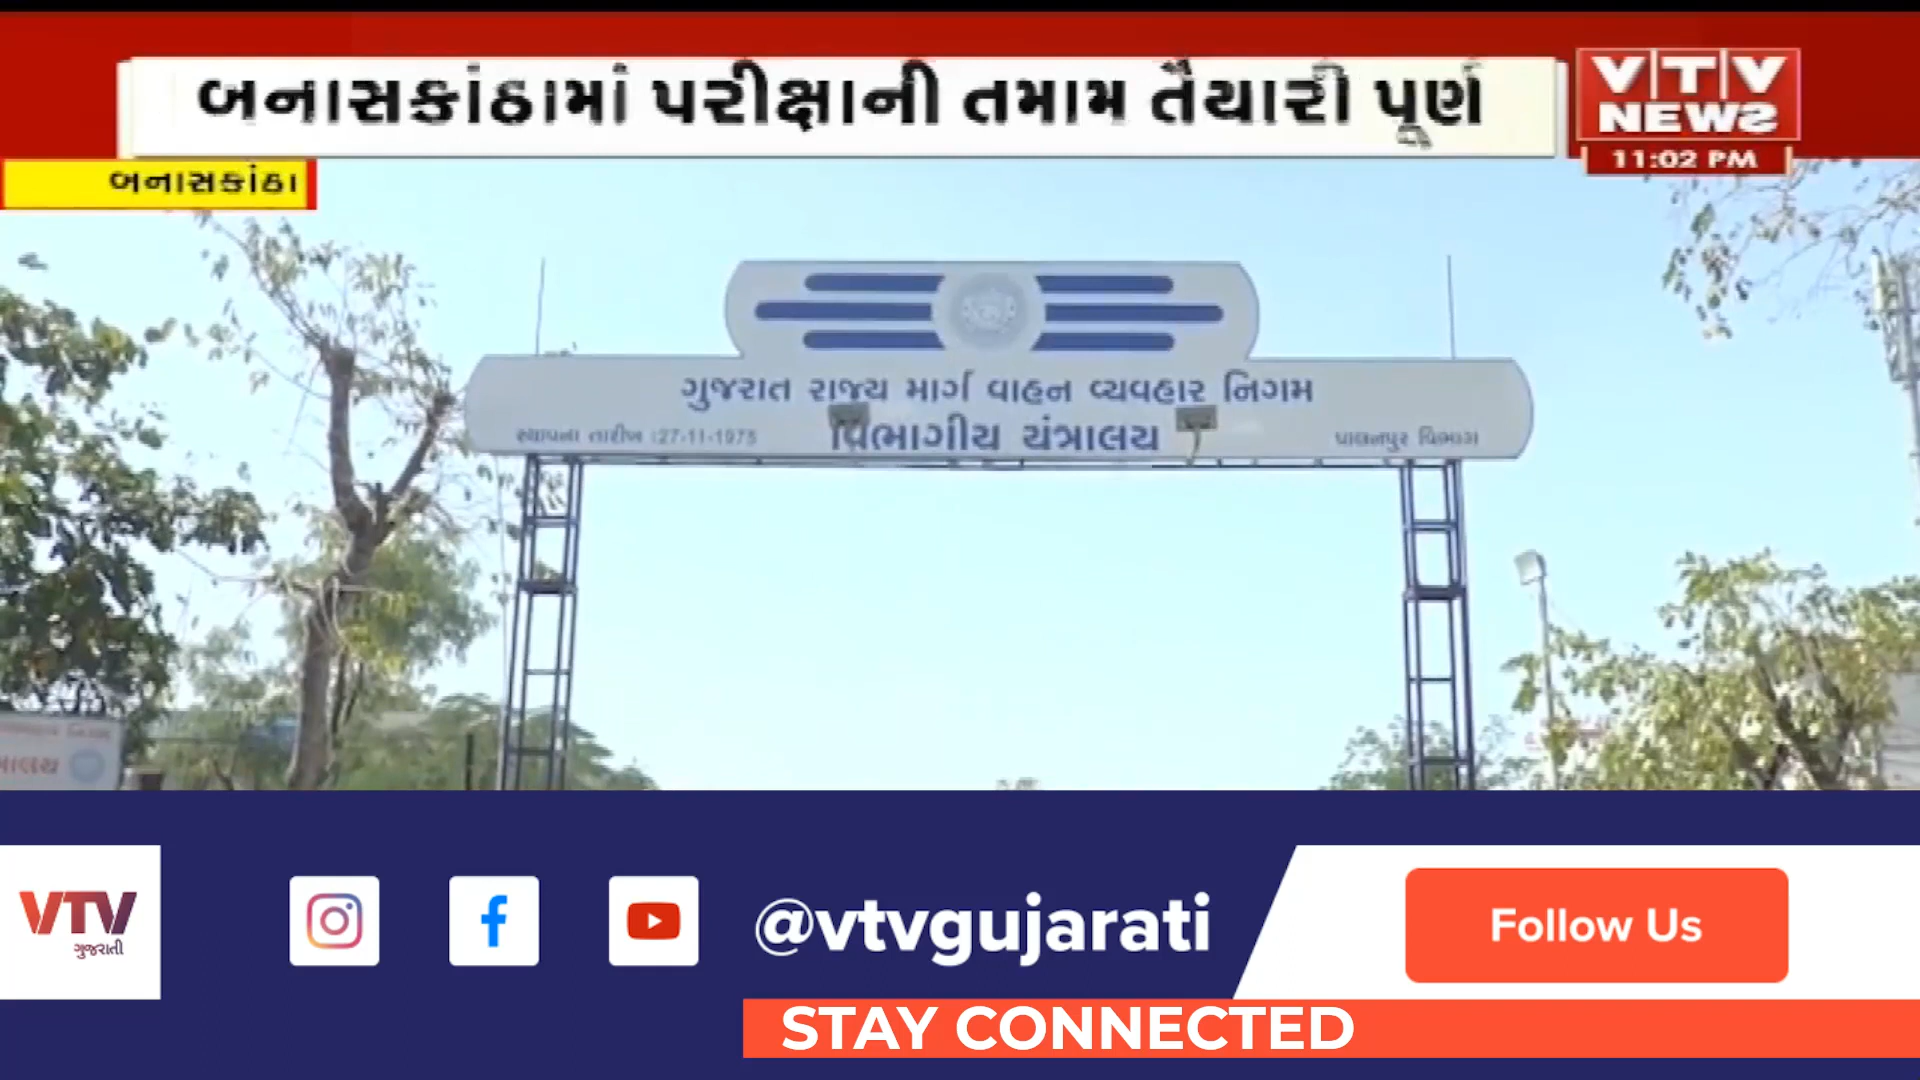 બનાસકાંઠામાં પરીક્ષાની તમામ તૈયારી પૂર્ણ
VTV
NEWS
11:02 PM
બનાસકાંઠા
ગુજરાત રાજ્ય માર્ગ વાહન વ્યવહાર નિગમ
સ્થાપના તારીખ :27-11-1975
વિભાગીય યંત્રાલય
પાલનપુર વિભાગ
VTV
ગુજરાતી
@vtvgujarati
Follow Us
STAY CONNECTED